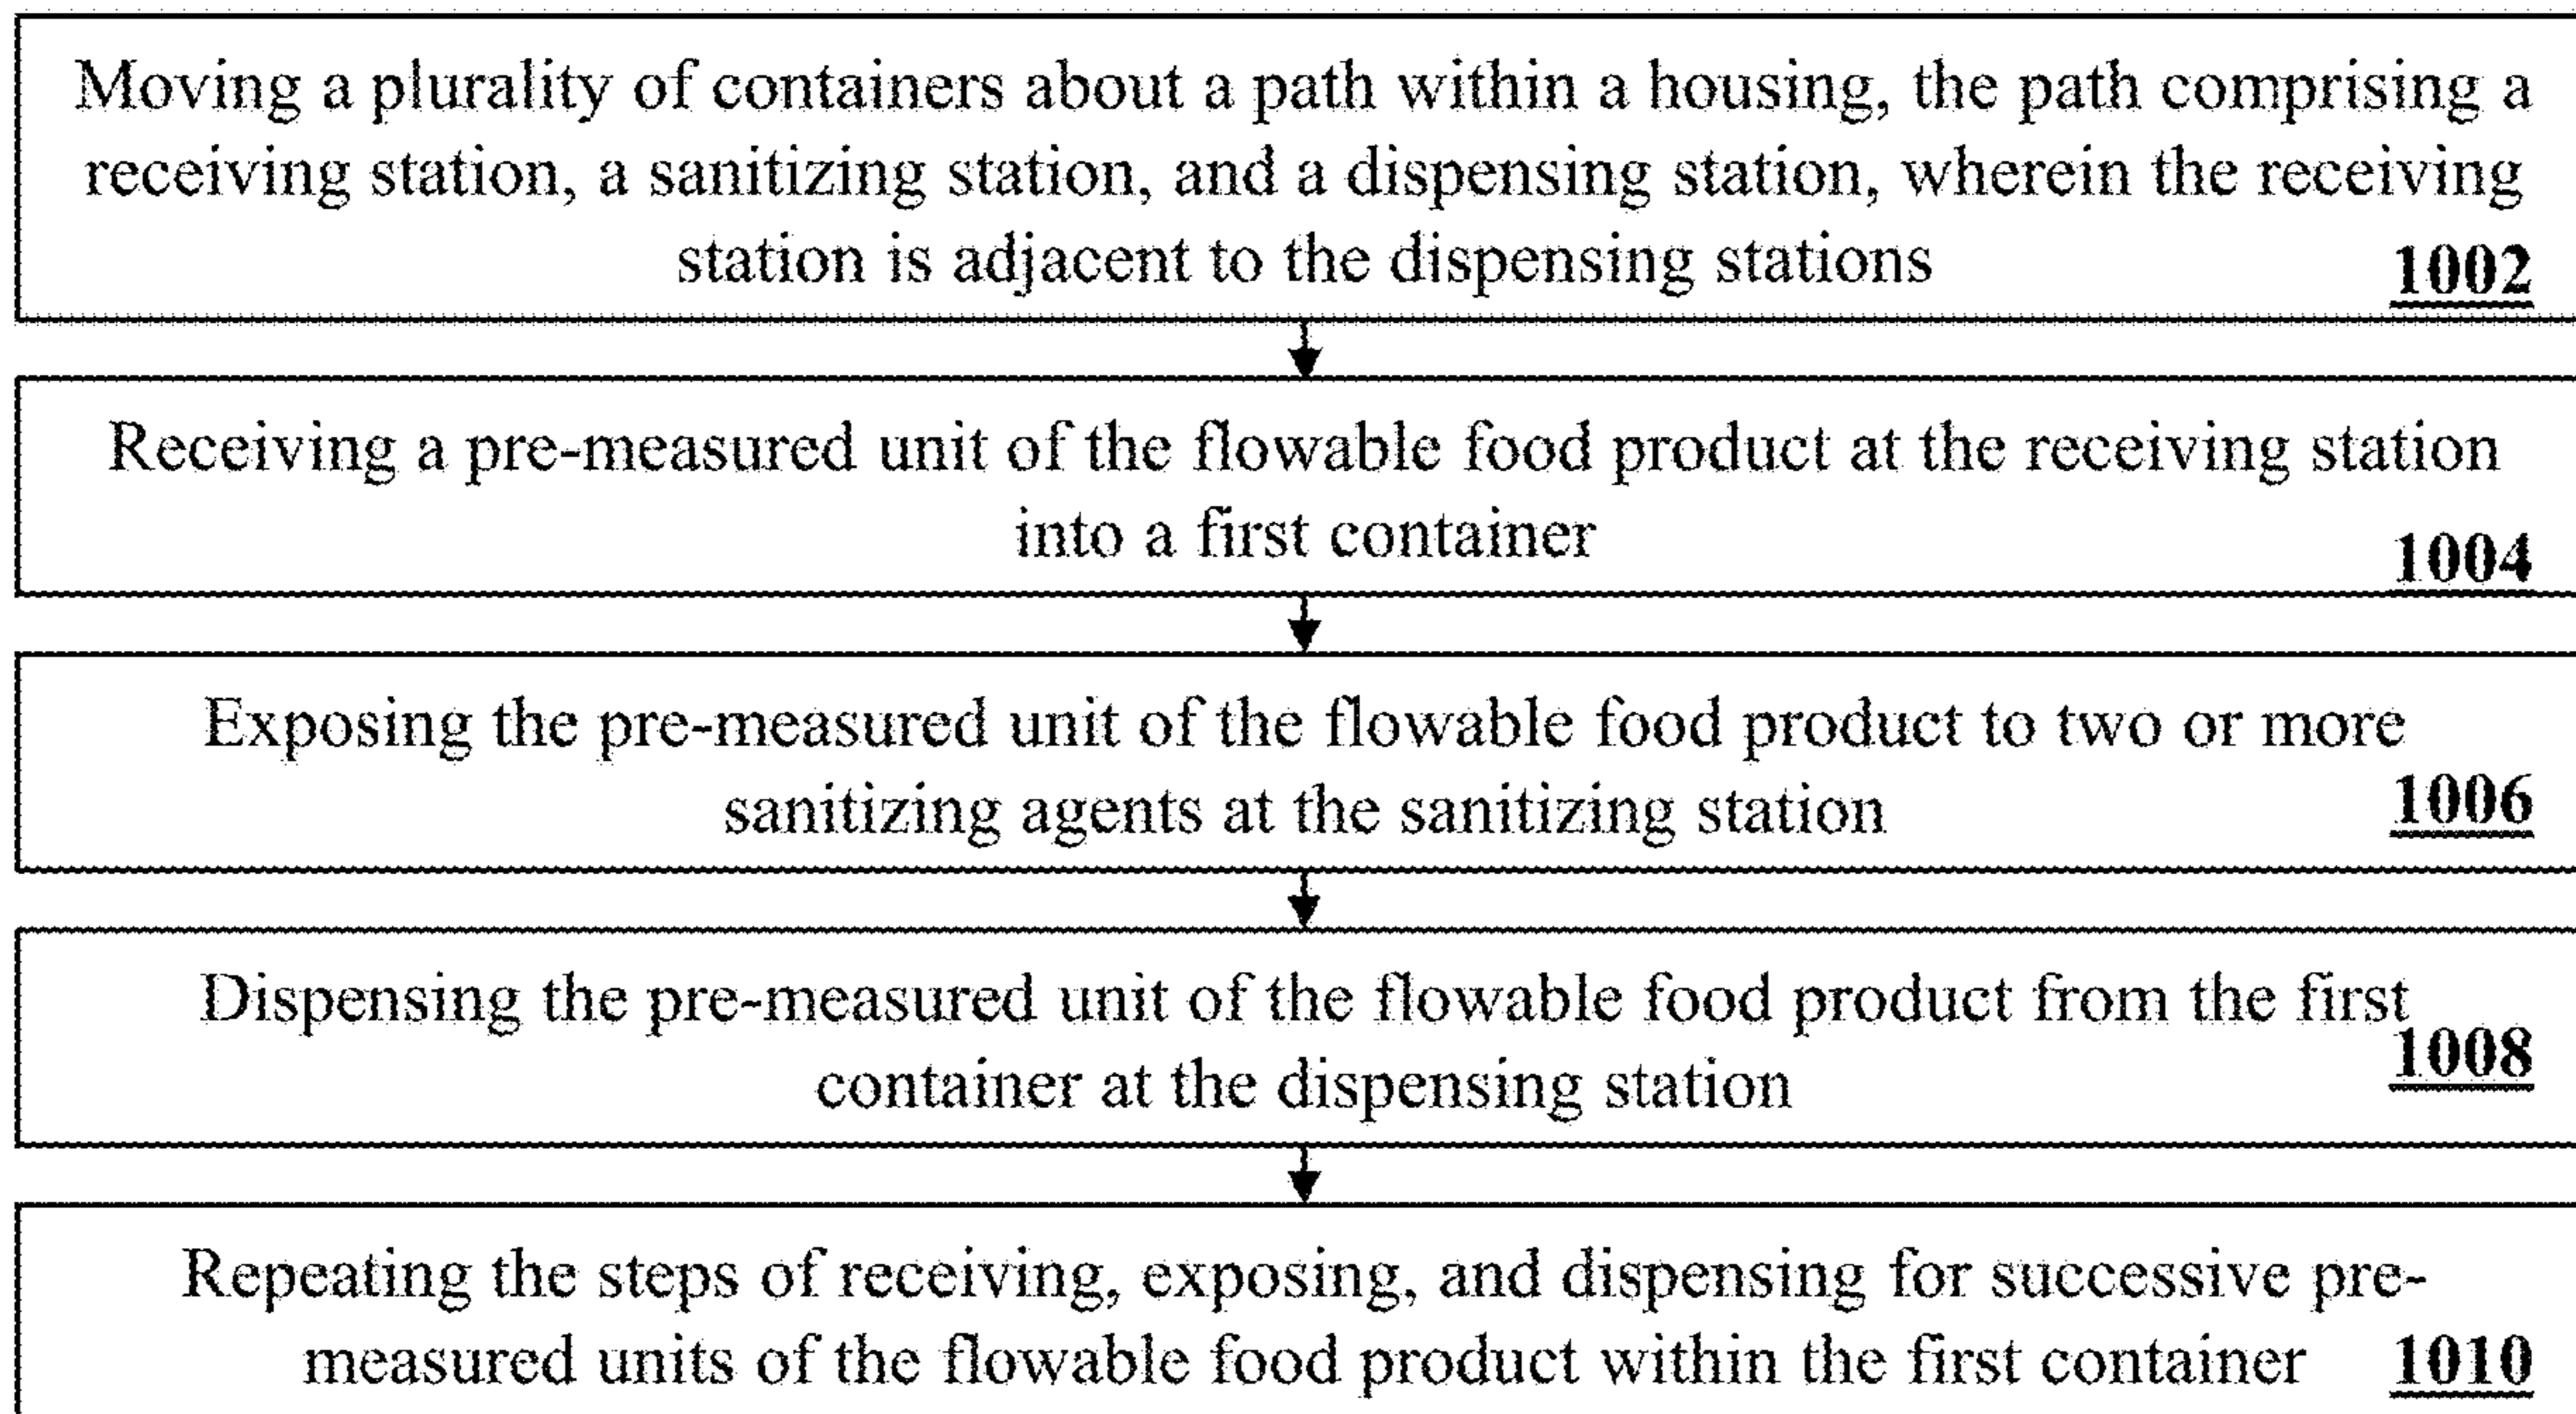 Moving a plurality of containers about a path within a housing, the path comprising a
receiving station, a sanitizing station, and a dispensing station, wherein the receiving
station is adjacent to the dispensing stations
1002
Receiving a pre-measured unit of the flowable food product at the receiving station
into a first container
1004
Exposing the pre-measured unit of the flowable food product to two or more
sanitizing agents at the sanitizing station
1006
Dispensing the pre-measured unit of the flowable food product from the first
container at the dispensing station
1008
Repeating the steps of receiving, exposing, and dispensing for successive pre-
measured units of the flowable food product within the first container
1010